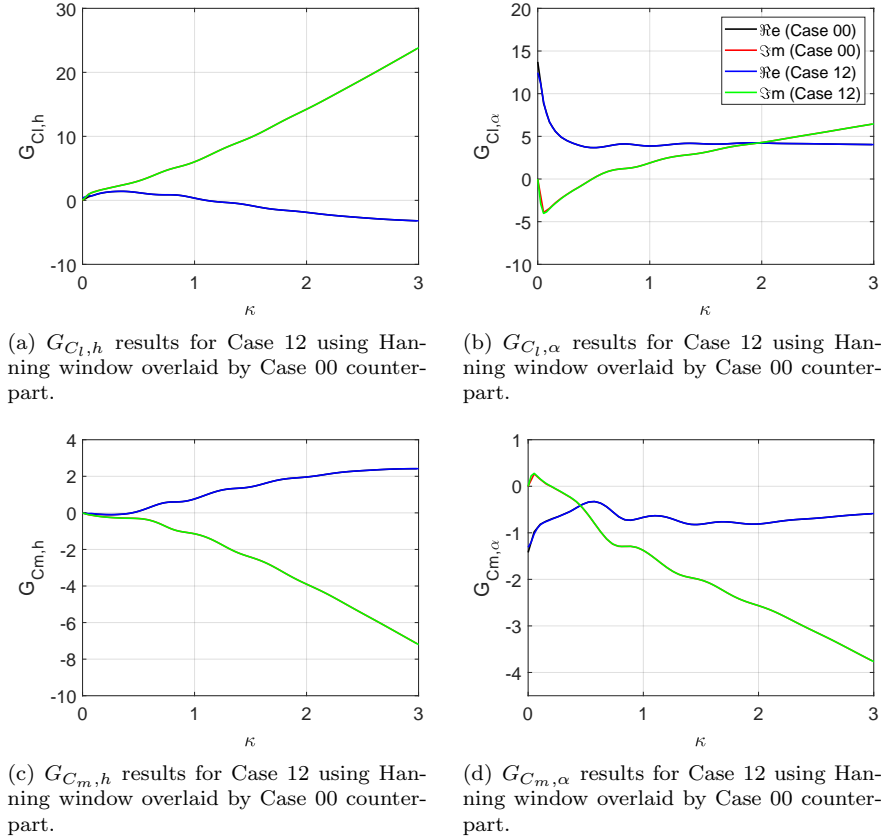 30
20
10
0
-10
G_{Cl,h}
0 1 2 3
κ
20
15
10
5
0
-5
-10
G_{Cl,α}
0 1 2 3
κ
ℜe (Case 00)
ℑm (Case 00)
ℜe (Case 12)
ℑm (Case 12)
(a) G_{C_l,h} results for Case 12 using Han-
ning window overlaid by Case 00 counter-
part.
(b) G_{C_l,α} results for Case 12 using Han-
ning window overlaid by Case 00 counter-
part.
4
2
0
-2
-4
-6
-8
-10
G_{Cm,h}
0 1 2 3
κ
1
0
-1
-2
-3
-4
G_{Cm,α}
0 1 2 3
κ
(c) G_{C_m,h} results for Case 12 using Han-
ning window overlaid by Case 00 counter-
part.
(d) G_{C_m,α} results for Case 12 using Han-
ning window overlaid by Case 00 counter-
part.